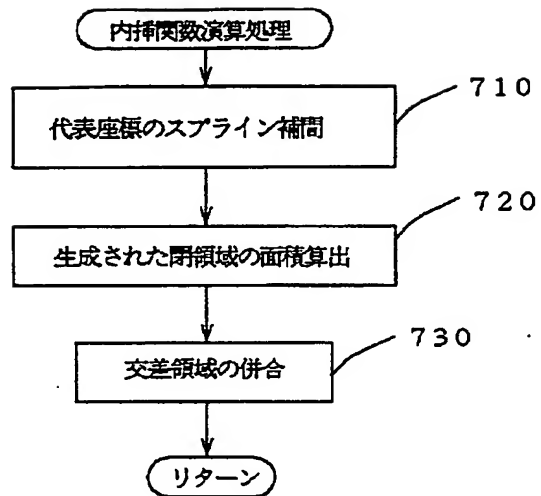 内挿関数演算処理
代表座標のスプライン補間
710
生成された閉領域の面積算出
720
交差領域の併合
730
リターン